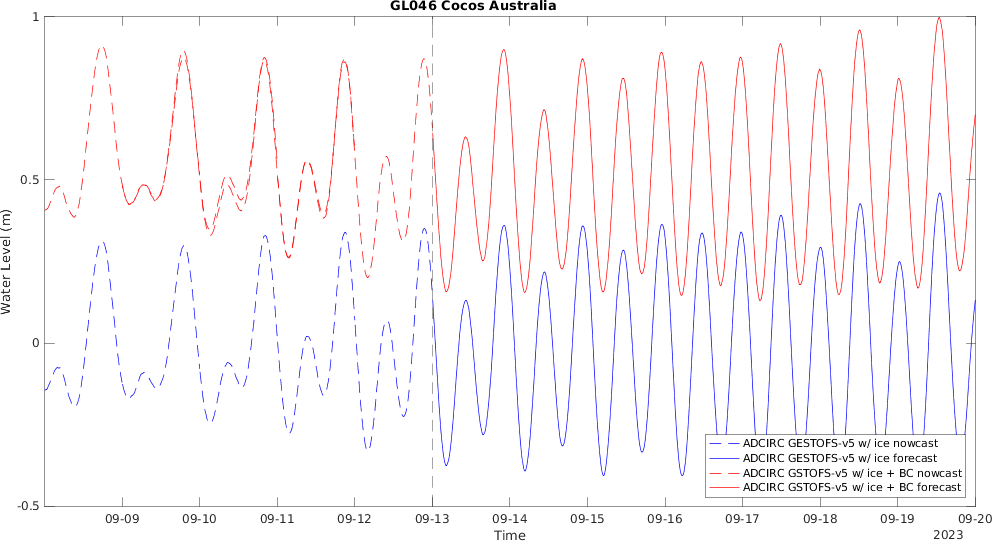 GL046 Cocos Australia
1
0.5
0
-0.5
Water Level (m)
ADCIRC GESTOFS-v5 w/ ice nowcast
ADCIRC GESTOFS-v5 w/ ice forecast
ADCIRC GSTOFS-v5 w/ ice + BC nowcast
ADCIRC GSTOFS-v5 w/ ice + BC forecast
09-09 09-10 09-11 09-12 09-13 09-14 09-15 09-16 09-17 09-18 09-19 09-20
Time
2023